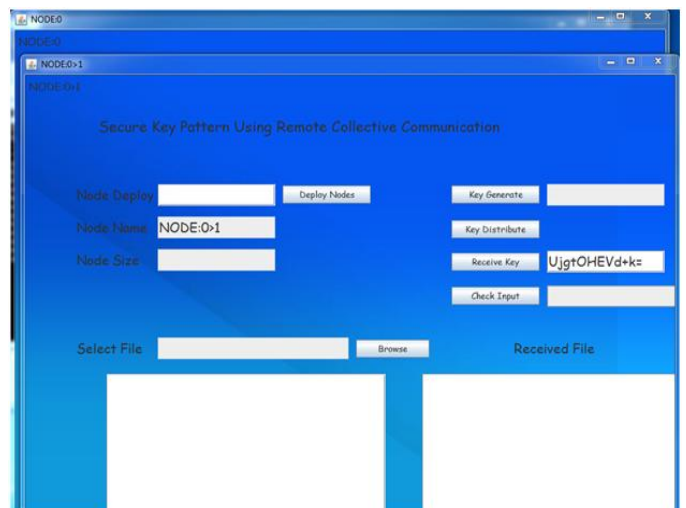 NODE:0
NODE:0
NODE:0>1
NODE:0>1
Secure Key Pattern Using Remote Collective Communication
Node Deploy Deploy Nodes Key Generate
Node Name NODE:0>1 Key Distribute
Node Size Receive Key UjgtOHEVd+k=
Check Input
Select File Browse Received File